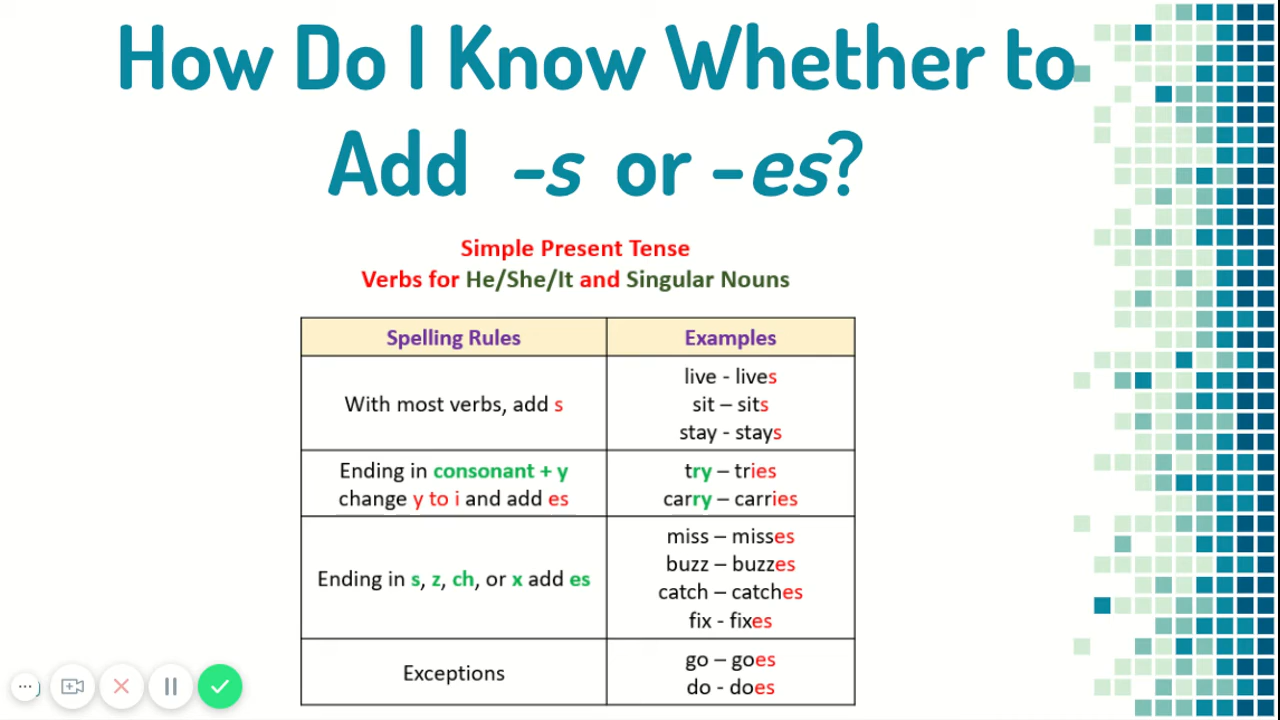 How Do I Know Whether to
Add -s or -es?
Simple Present Tense
Verbs for He/She/It and Singular Nouns
Spelling Rules
Examples
With most verbs, add s
live - lives
sit – sits
stay - stays
Ending in consonant + y
change y to i and add es
try – tries
carry – carries
Ending in s, z, ch, or x add es
miss – misses
buzz – buzzes
catch – catches
fix - fixes
Exceptions
go – goes
do - does